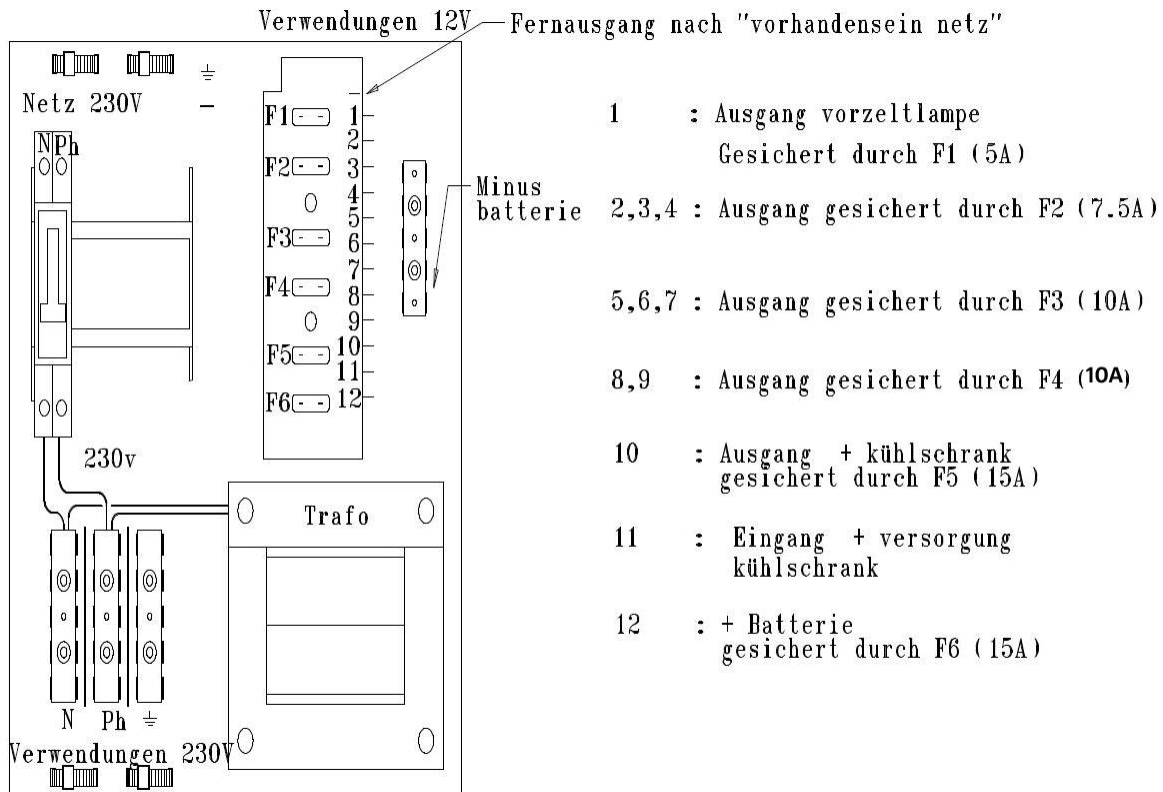 Verwendungen 12V
Fernausgang nach "vorhandensein netz"
Netz 230V
-
N Ph
F1 1
2
F2 3
4
5
F3 6
7
F4 8
9
F5 10
11
F6 12
Minus
batterie
230v
Trafo
N Ph
Verwendungen 230V
1 : Ausgang vorzeltlampe
Gesichert durch F1 (5A)
2,3,4 : Ausgang gesichert durch F2 (7.5A)
5,6,7 : Ausgang gesichert durch F3 (10A)
8,9 : Ausgang gesichert durch F4 (10A)
10 : Ausgang + kühlschrank
gesichert durch F5 (15A)
11 : Eingang + versorgung
kühlschrank
12 : + Batterie
gesichert durch F6 (15A)